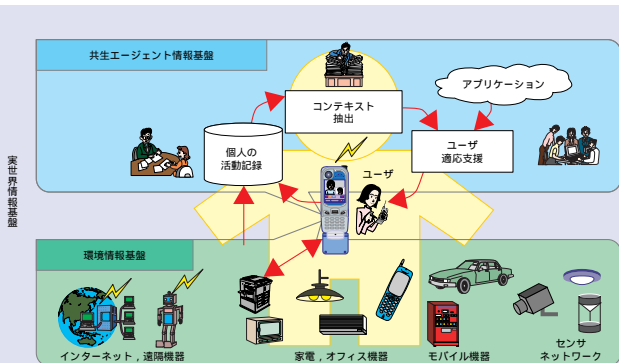 共生エージェント情報基盤
アプリケーション
コンテキスト
抽出
個人の
活動記録
ユーザ
適応支援
ユーザ
実世界情報基盤
環境情報基盤
インターネット，遠隔機器
家電，オフィス機器
モバイル機器
センサ
ネットワーク